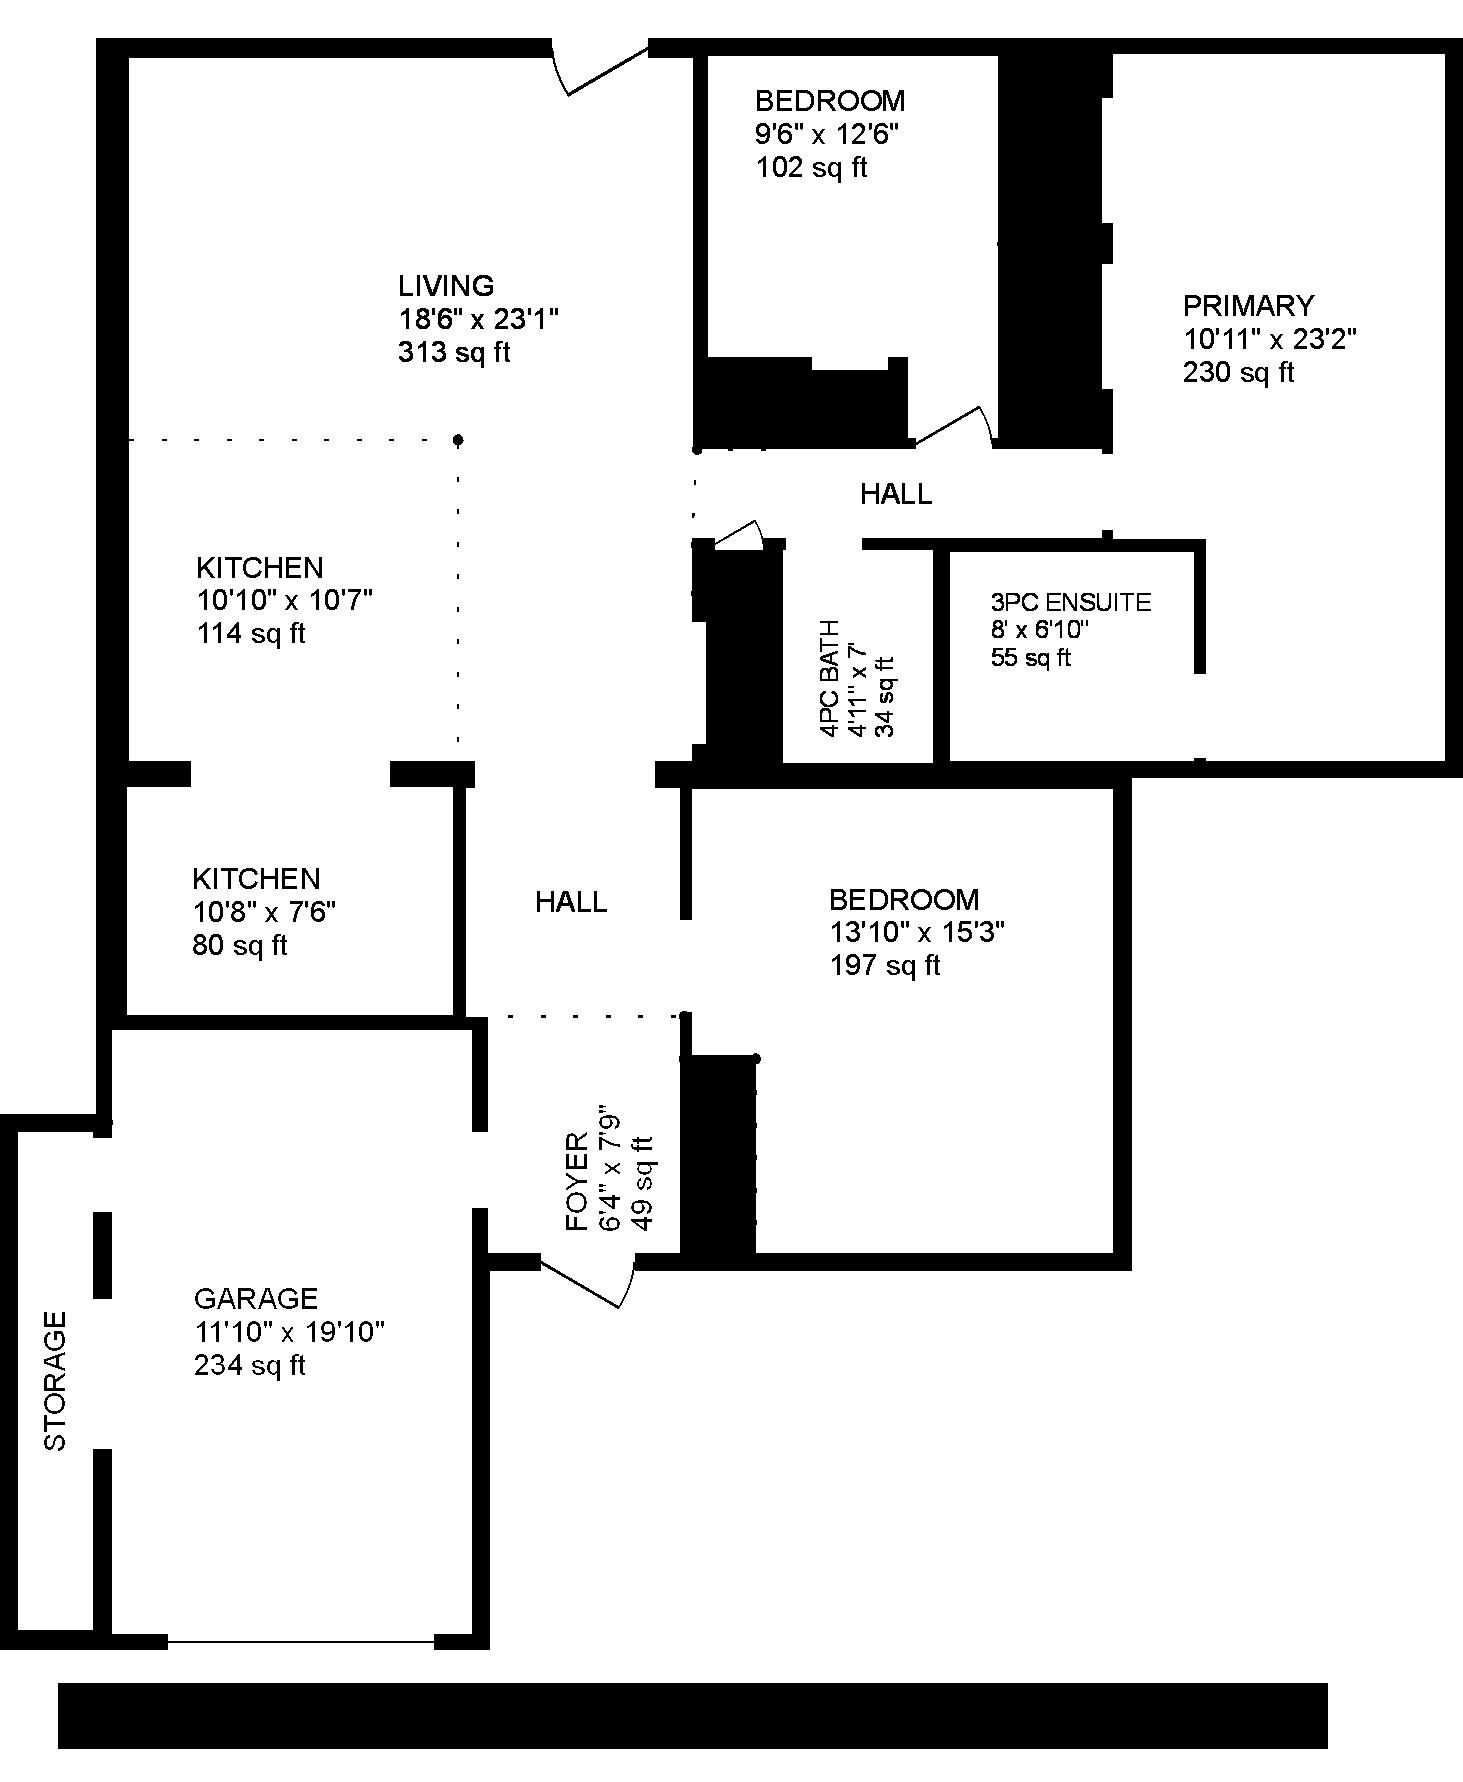 BEDROOM
9'6" x 12'6"
102 sq ft
LIVING
18'6" x 23'1"
313 sq ft
PRIMARY
10'11" x 23'2"
230 sq ft
HALL
KITCHEN
10'10" x 10'7"
114 sq ft
3PC ENSUITE
8' x 6'10"
55 sq ft
4PC BATH
4'11" x 7'
34 sq ft
KITCHEN
10'8" x 7'6"
80 sq ft
HALL
BEDROOM
13'10" x 15'3"
197 sq ft
FOYER
6'4" x 7'9"
49 sq ft
GARAGE
11'10" x 19'10"
234 sq ft
STORAGE